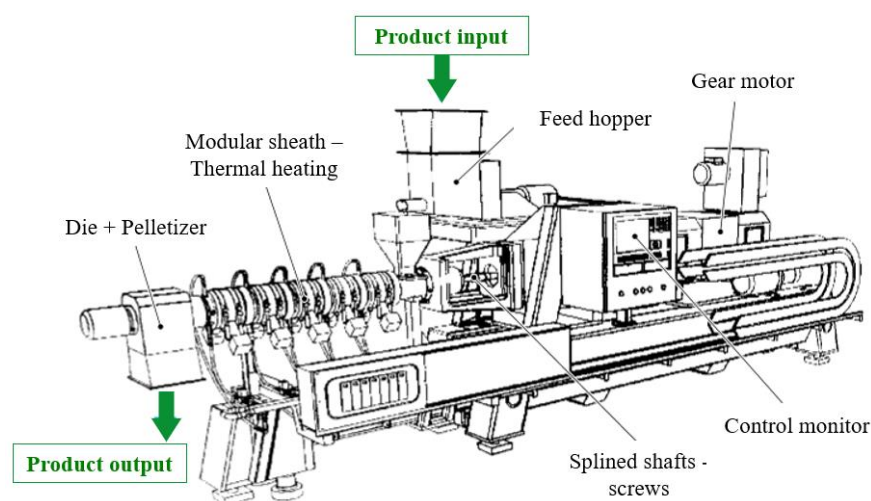 Product input
Gear motor
Feed hopper
Modular sheath –
Thermal heating
Die + Pelletizer
Control monitor
Splined shafts -
screws
Product output